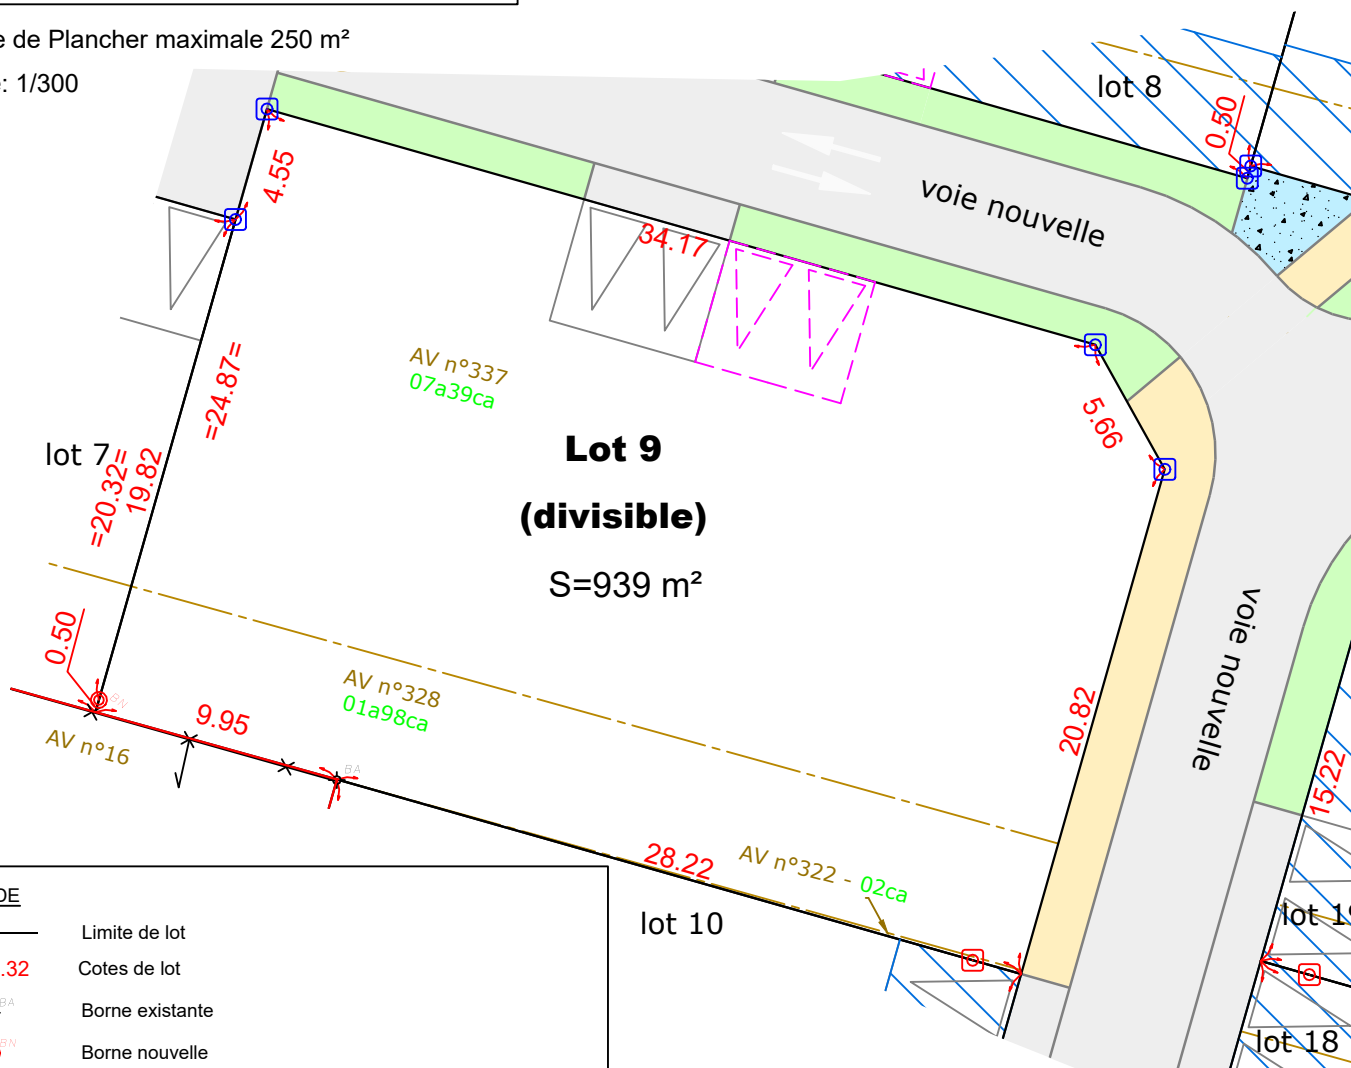 e de Plancher maximale 250 m²
: 1/300
lot 8
0.50
4.55
voie nouvelle
34.17
AV n°337
07a39ca
=24.87=
5.66
lot 7
=20.32=
19.82
Lot 9
(divisible)
S=939 m²
voie nouvelle
0.50
BN
AV n°328
01a98ca
9.95
AV n°16
BA
20.82
15.22
28.22
AV n°322 - 02ca
lot 10
lot 19
lot 18
DE
Limite de lot
.32 Cotes de lot
BA
Borne existante
BN
Borne nouvelle